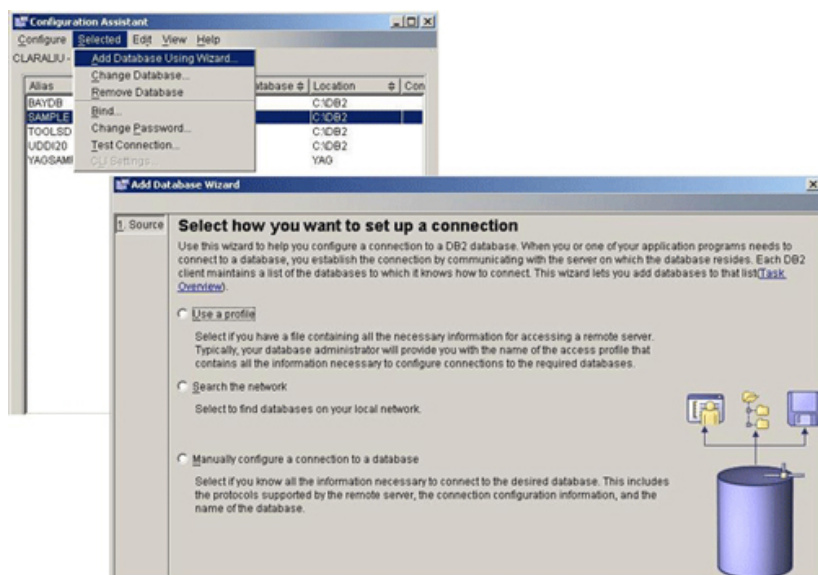 Configuration Assistant
Configure Selected Edit View Help
CLARALIU -
Add Database Using Wizard...
Change Database...
Remove Database
Bind...
Change Password...
Test Connection...
CLI Settings...
Alias atabase Location Con
BAYDB C:\DB2
SAMPLE C:\DB2
TOOLSD C:\DB2
UDDI20 C:\DB2
YAGSAMP YAG
Add Database Wizard
1. Source
Select how you want to set up a connection
Use this wizard to help you configure a connection to a DB2 database. When you or one of your application programs needs to
connect to a database, you establish the connection by communicating with the server on which the database resides. Each DB2
client maintains a list of the databases to which it knows how to connect. This wizard lets you add databases to that list(Task
Overview).
Use a profile
Select if you have a file containing all the necessary information for accessing a remote server.
Typically, your database administrator will provide you with the name of the access profile that
contains all the information necessary to configure connections to the required databases.
Search the network
Select to find databases on your local network.
Manually configure a connection to a database
Select if you know all the information necessary to connect to the desired database. This includes
the protocols supported by the remote server, the connection configuration information, and the
name of the database.